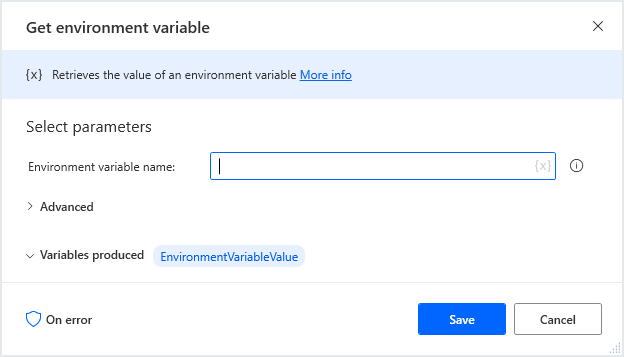 Get environment variable
{x} Retrieves the value of an environment variable More info
Select parameters
Environment variable name: {x}
Advanced
Variables produced EnvironmentVariableValue
On error Save Cancel